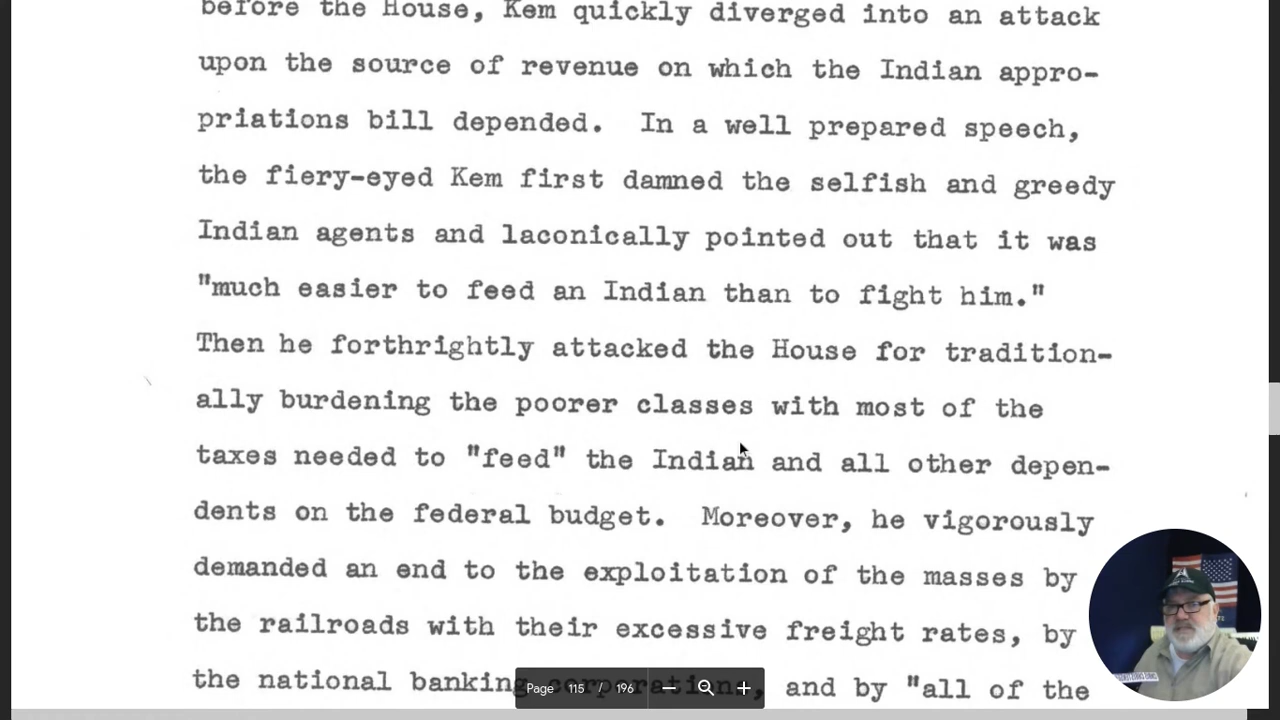 before the House, Kem quickly diverged into an attack
upon the source of revenue on which the Indian appro-
priations bill depended. In a well prepared speech,
the fiery-eyed Kem first damned the selfish and greedy
Indian agents and laconically pointed out that it was
"much easier to feed an Indian than to fight him."
Then he forthrightly attacked the House for tradition-
ally burdening the poorer classes with most of the
taxes needed to "feed" the Indian and all other depen-
dents on the federal budget. Moreover, he vigorously
demanded an end to the exploitation of the masses by
the railroads with their excessive freight rates, by
the national banking corporations, and by "all of the
Page 115 / 196